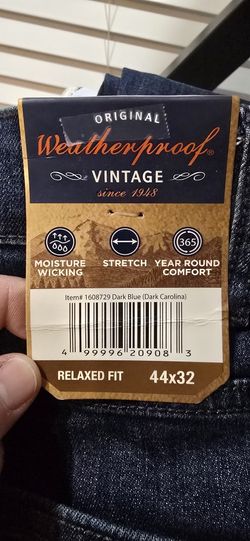 ORIGINAL
Weatherproof®
VINTAGE
since 1948
365
MOISTURE WICKING
STRETCH
YEAR ROUND COMFORT
Item# 1608729 Dark Blue (Dark Carolina)
4 99996 20908 3
RELAXED FIT 44x32